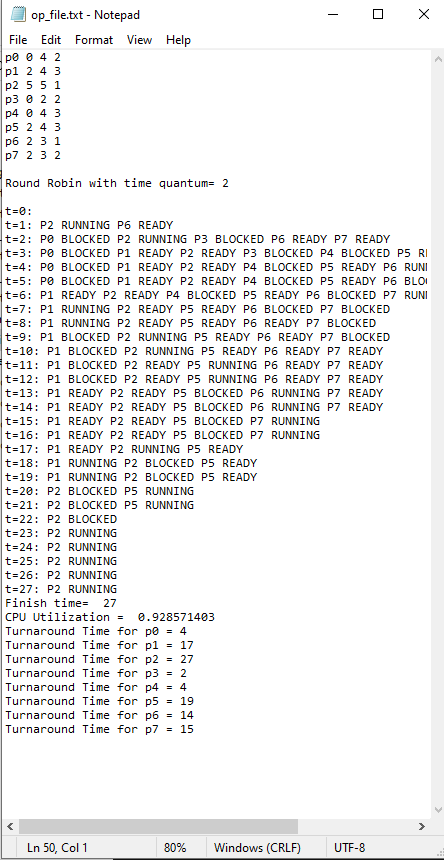 op_file.txt - Notepad
File Edit Format View Help
p0 0 4 2
p1 2 4 3
p2 5 5 1
p3 0 2 2
p4 0 4 3
p5 2 4 3
p6 2 3 1
p7 2 3 2
Round Robin with time quantum= 2
t=0:
t=1: P2 RUNNING P6 READY
t=2: P0 BLOCKED P2 RUNNING P3 BLOCKED P6 READY P7 READY
t=3: P0 BLOCKED P1 READY P2 READY P3 BLOCKED P4 BLOCKED P5 RE
t=4: P0 BLOCKED P1 READY P2 READY P4 BLOCKED P5 READY P6 RUNN
t=5: P0 BLOCKED P1 READY P2 READY P4 BLOCKED P5 READY P6 BLOC
t=6: P1 READY P2 READY P4 BLOCKED P5 READY P6 BLOCKED P7 RUNN
t=7: P1 RUNNING P2 READY P5 READY P6 BLOCKED P7 BLOCKED
t=8: P1 RUNNING P2 READY P5 READY P6 READY P7 BLOCKED
t=9: P1 BLOCKED P2 RUNNING P5 READY P6 READY P7 BLOCKED
t=10: P1 BLOCKED P2 RUNNING P5 READY P6 READY P7 READY
t=11: P1 BLOCKED P2 READY P5 RUNNING P6 READY P7 READY
t=12: P1 BLOCKED P2 READY P5 RUNNING P6 READY P7 READY
t=13: P1 READY P2 READY P5 BLOCKED P6 RUNNING P7 READY
t=14: P1 READY P2 READY P5 BLOCKED P6 RUNNING P7 READY
t=15: P1 READY P2 READY P5 BLOCKED P7 RUNNING
t=16: P1 READY P2 READY P5 BLOCKED P7 RUNNING
t=17: P1 READY P2 RUNNING P5 READY
t=18: P1 RUNNING P2 BLOCKED P5 READY
t=19: P1 RUNNING P2 BLOCKED P5 READY
t=20: P2 BLOCKED P5 RUNNING
t=21: P2 BLOCKED P5 RUNNING
t=22: P2 BLOCKED
t=23: P2 RUNNING
t=24: P2 RUNNING
t=25: P2 RUNNING
t=26: P2 RUNNING
t=27: P2 RUNNING
Finish time= 27
CPU Utilization = 0.928571403
Turnaround Time for p0 = 4
Turnaround Time for p1 = 17
Turnaround Time for p2 = 27
Turnaround Time for p3 = 2
Turnaround Time for p4 = 4
Turnaround Time for p5 = 19
Turnaround Time for p6 = 14
Turnaround Time for p7 = 15
Ln 50, Col 1 80% Windows (CRLF) UTF-8